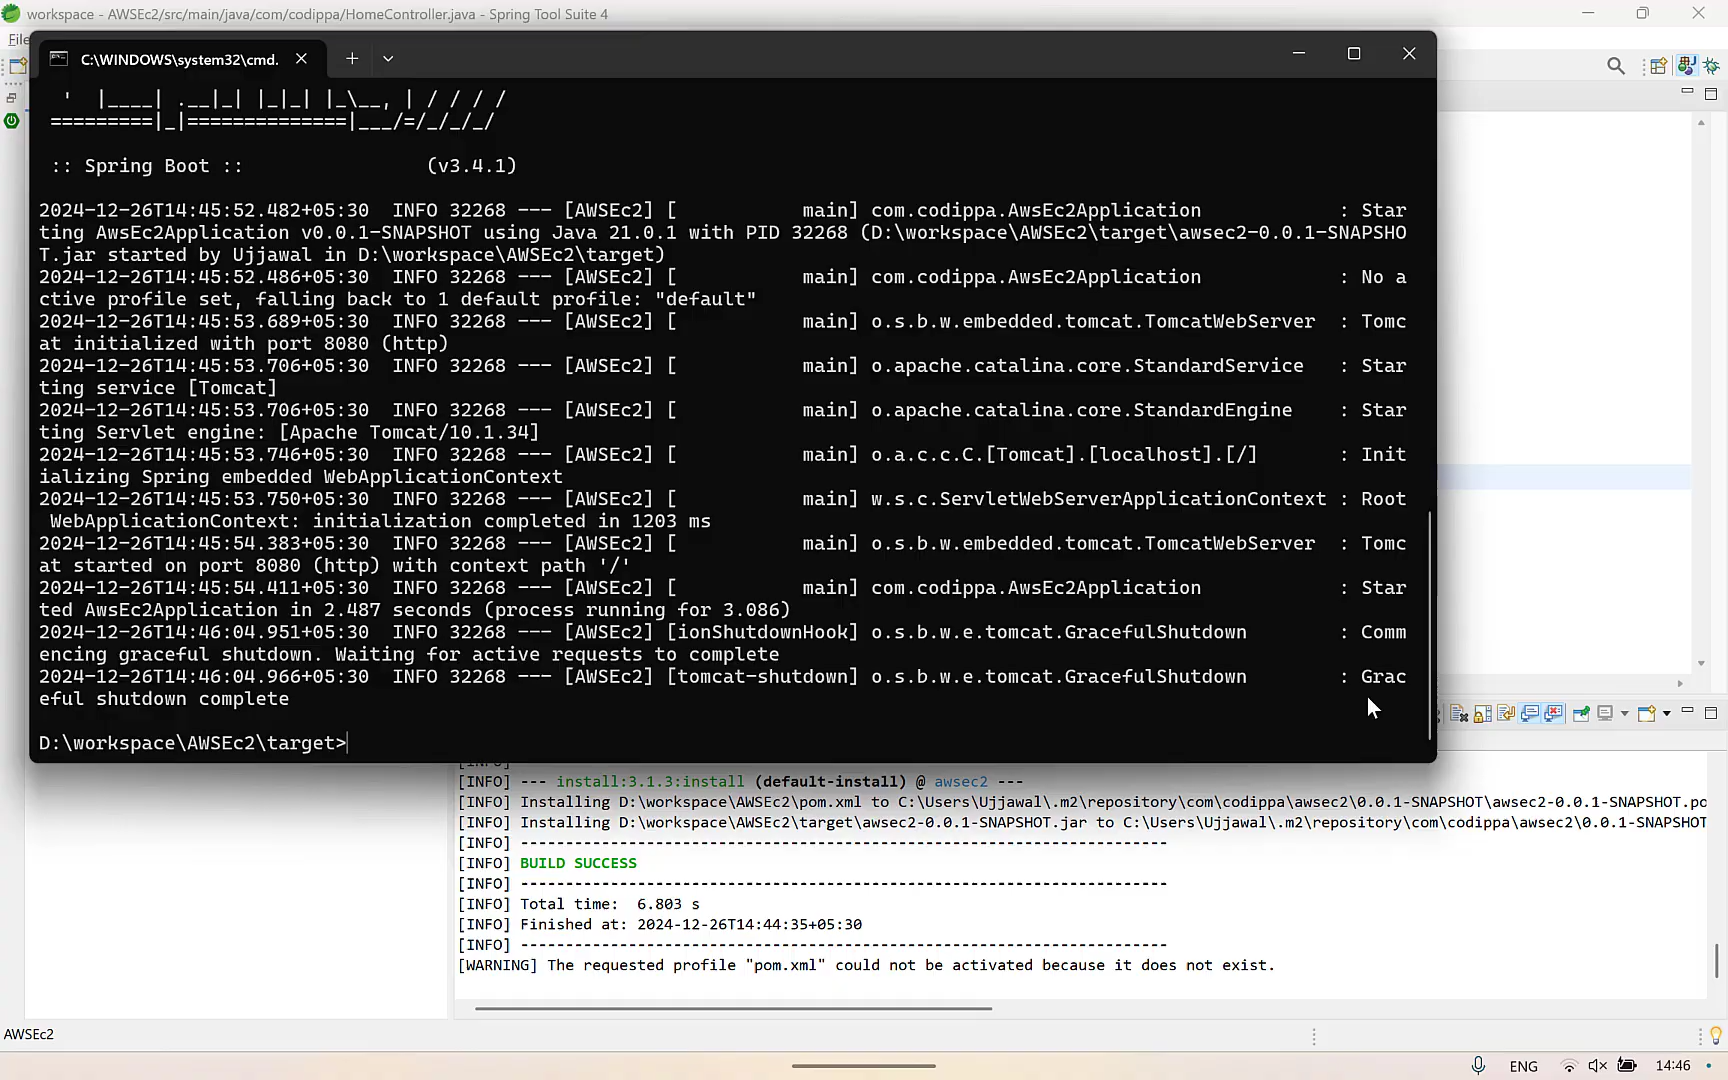 workspace - AWSEc2/src/main/java/com/codippa/HomeController.java - Spring Tool Suite 4
File
C:\WINDOWS\system32\cmd.
'  |____| .__|_| |_|_| |_\__, | / / / /
=========|_|==============|___/=/_/_/_/
:: Spring Boot ::                (v3.4.1)
2024-12-26T14:45:52.482+05:30  INFO 32268 --- [AWSEc2] [           main] com.codippa.AwsEc2Application            : Star
ting AwsEc2Application v0.0.1-SNAPSHOT using Java 21.0.1 with PID 32268 (D:\workspace\AWSEc2\target\awsec2-0.0.1-SNAPSHO
T.jar started by Ujjawal in D:\workspace\AWSEc2\target)
2024-12-26T14:45:52.486+05:30  INFO 32268 --- [AWSEc2] [           main] com.codippa.AwsEc2Application            : No a
ctive profile set, falling back to 1 default profile: "default"
2024-12-26T14:45:53.689+05:30  INFO 32268 --- [AWSEc2] [           main] o.s.b.w.embedded.tomcat.TomcatWebServer  : Tomc
at initialized with port 8080 (http)
2024-12-26T14:45:53.706+05:30  INFO 32268 --- [AWSEc2] [           main] o.apache.catalina.core.StandardService   : Star
ting service [Tomcat]
2024-12-26T14:45:53.706+05:30  INFO 32268 --- [AWSEc2] [           main] o.apache.catalina.core.StandardEngine    : Star
ting Servlet engine: [Apache Tomcat/10.1.34]
2024-12-26T14:45:53.746+05:30  INFO 32268 --- [AWSEc2] [           main] o.a.c.c.C.[Tomcat].[localhost].[/]       : Init
ializing Spring embedded WebApplicationContext
2024-12-26T14:45:53.750+05:30  INFO 32268 --- [AWSEc2] [           main] w.s.c.ServletWebServerApplicationContext : Root
 WebApplicationContext: initialization completed in 1203 ms
2024-12-26T14:45:54.383+05:30  INFO 32268 --- [AWSEc2] [           main] o.s.b.w.embedded.tomcat.TomcatWebServer  : Tomc
at started on port 8080 (http) with context path '/'
2024-12-26T14:45:54.411+05:30  INFO 32268 --- [AWSEc2] [           main] com.codippa.AwsEc2Application            : Star
ted AwsEc2Application in 2.487 seconds (process running for 3.086)
2024-12-26T14:46:04.951+05:30  INFO 32268 --- [AWSEc2] [ionShutdownHook] o.s.b.w.e.tomcat.GracefulShutdown        : Comm
encing graceful shutdown. Waiting for active requests to complete
2024-12-26T14:46:04.966+05:30  INFO 32268 --- [AWSEc2] [tomcat-shutdown] o.s.b.w.e.tomcat.GracefulShutdown        : Grac
eful shutdown complete
D:\workspace\AWSEc2\target>
[INFO]
[INFO] --- install:3.1.3:install (default-install) @ awsec2 ---
[INFO] Installing D:\workspace\AWSEc2\pom.xml to C:\Users\Ujjawal\.m2\repository\com\codippa\awsec2\0.0.1-SNAPSHOT\awsec2-0.0.1-SNAPSHOT.po
[INFO] Installing D:\workspace\AWSEc2\target\awsec2-0.0.1-SNAPSHOT.jar to C:\Users\Ujjawal\.m2\repository\com\codippa\awsec2\0.0.1-SNAPSHOT
[INFO] ------------------------------------------------------------------------
[INFO] BUILD SUCCESS
[INFO] ------------------------------------------------------------------------
[INFO] Total time:  6.803 s
[INFO] Finished at: 2024-12-26T14:44:35+05:30
[INFO] ------------------------------------------------------------------------
[WARNING] The requested profile "pom.xml" could not be activated because it does not exist.
AWSEc2
ENG
14:46